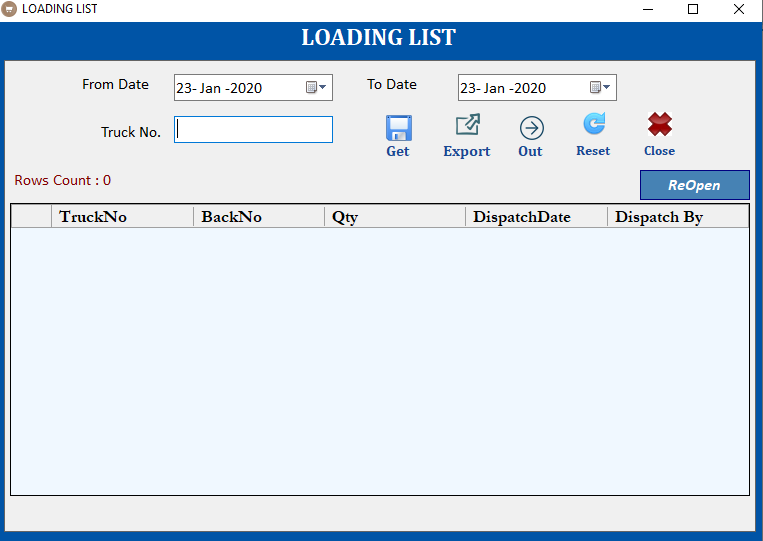 LOADING LIST
LOADING LIST
From Date 23- Jan -2020 To Date 23- Jan -2020
Truck No.
Get Export Out Reset Close
Rows Count : 0 ReOpen
TruckNo BackNo Qty DispatchDate Dispatch By